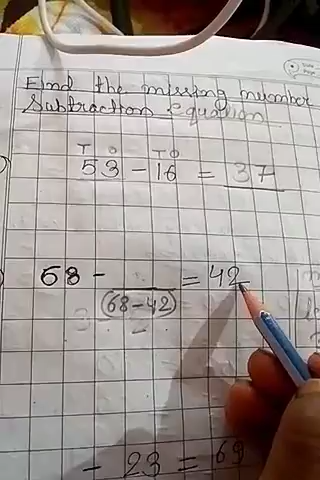 Find the missing number
Subtraction equation
T O T O
53 - 16 = 37
68 - = 42
(68-42)
- 23 = 69